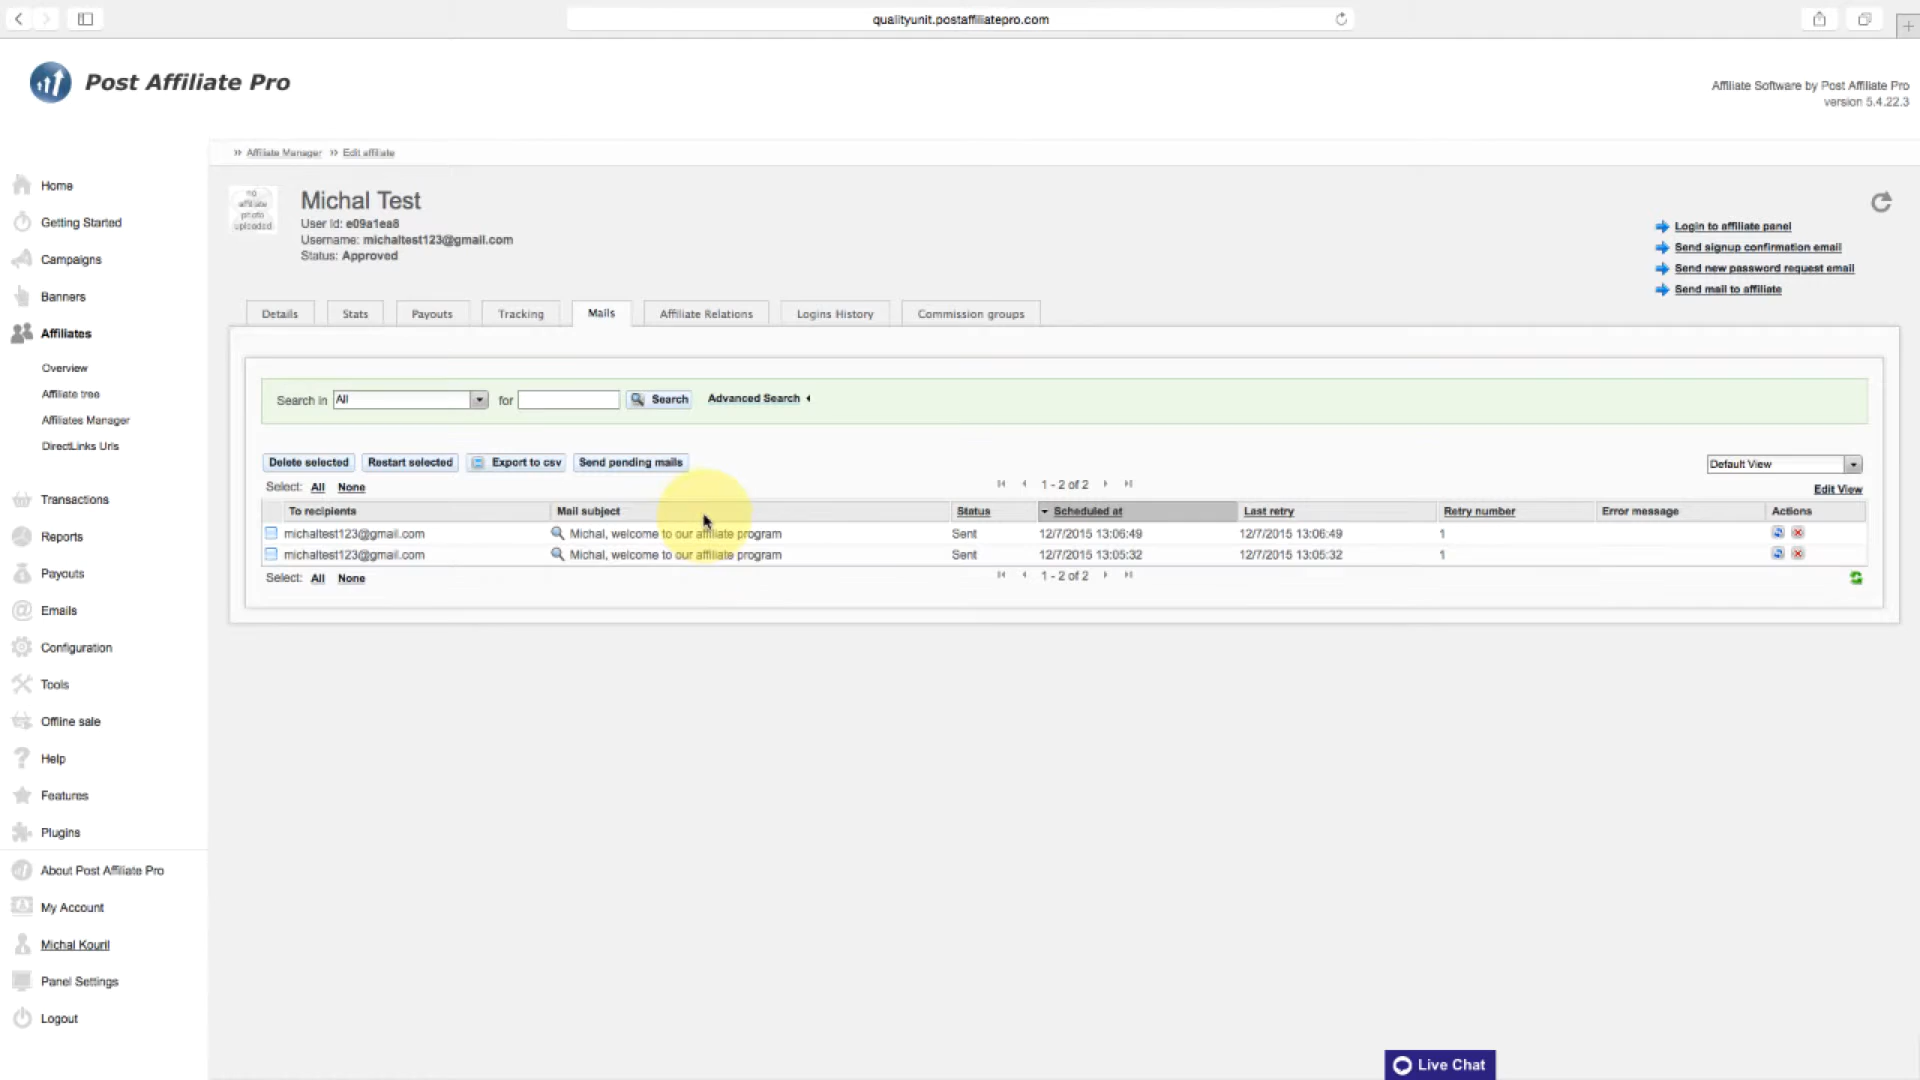 qualityunit.postaffiliatepro.com
Post Affiliate Pro
Affiliate Software by Post Affiliate Pro
version 5.4.22.3
Affiliate Manager Edit affiliate
no affiliate photo uploaded
Michal Test
User Id: e09a1ea8
Username: michaltest123@gmail.com
Status: Approved
Login to affiliate panel
Send signup confirmation email
Send new password request email
Send mail to affiliate
Home
Getting Started
Campaigns
Banners
Affiliates
Overview
Affiliate tree
Affiliates Manager
DirectLinks Urls
Transactions
Reports
Payouts
Emails
Configuration
Tools
Offline sale
Help
Features
Plugins
About Post Affiliate Pro
My Account
Michal Kouril
Panel Settings
Logout
Details Stats Payouts Tracking Mails Affiliate Relations Logins History Commission groups
Search in All for Search Advanced Search
Delete selected Restart selected Export to csv Send pending mails
Default View
Select: All None 1 - 2 of 2 Edit View
To recipients Mail subject Status Scheduled at Last retry Retry number Error message Actions
michaltest123@gmail.com Michal, welcome to our affiliate program Sent 12/7/2015 13:06:49 12/7/2015 13:06:49 1
michaltest123@gmail.com Michal, welcome to our affiliate program Sent 12/7/2015 13:05:32 12/7/2015 13:05:32 1
Select: All None 1 - 2 of 2
Live Chat